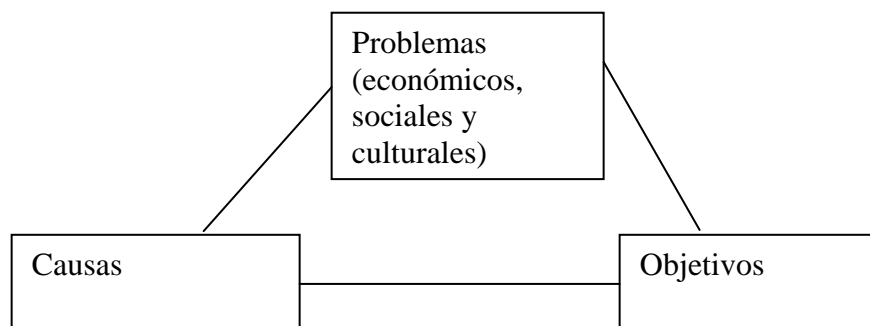 Problemas
(económicos,
sociales y
culturales)
Causas
Objetivos